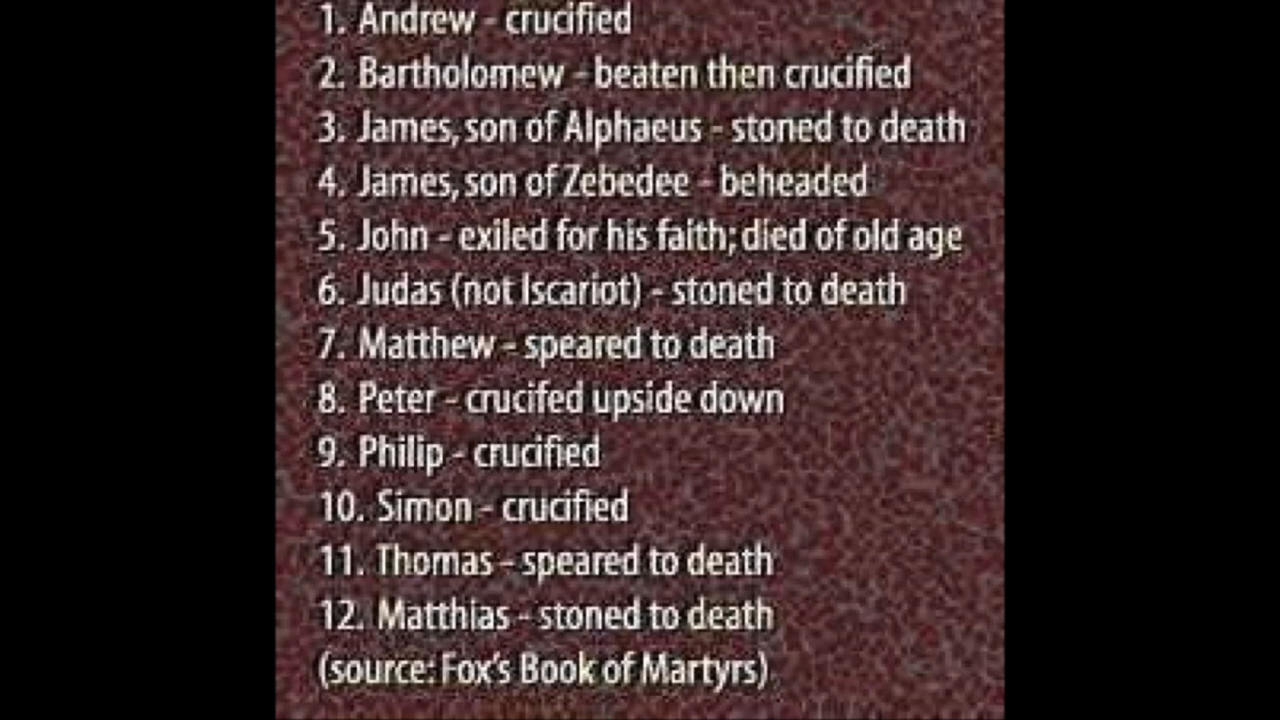 1. Andrew - crucified
2. Bartholomew - beaten then crucified
3. James, son of Alphaeus - stoned to death
4. James, son of Zebedee - beheaded
5. John - exiled for his faith; died of old age
6. Judas (not Iscariot) - stoned to death
7. Matthew - speared to death
8. Peter - crucifed upside down
9. Philip - crucified
10. Simon - crucified
11. Thomas - speared to death
12. Matthias - stoned to death
(source: Fox's Book of Martyrs)